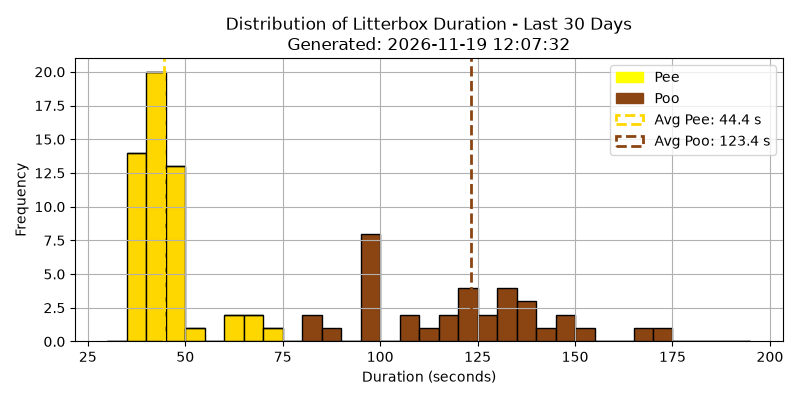 Distribution of Litterbox Duration - Last 30 Days
Generated: 2026-11-19 12:07:32
Pee
Poo
Avg Pee: 44.4 s
Avg Poo: 123.4 s
20.0
17.5
15.0
12.5
10.0
7.5
5.0
2.5
0.0
Frequency
25 50 75 100 125 150 175 200
Duration (seconds)